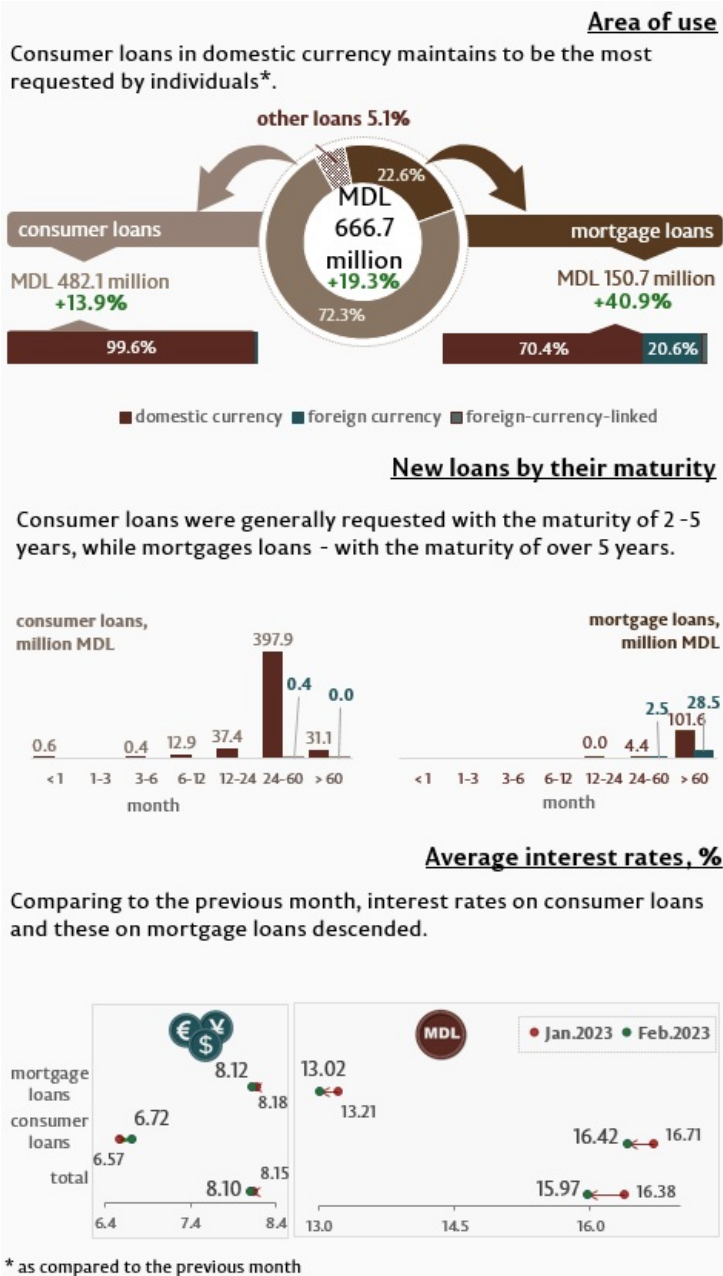 Area of use
Consumer loans in domestic currency maintains to be the most
requested by individuals*.
other loans 5.1%
22.6%
MDL
666.7
million
+19.3%
72.3%
consumer loans
MDL 482.1 million
+13.9%
99.6%
mortgage loans
MDL 150.7 million
+40.9%
70.4% 20.6%
domestic currency foreign currency foreign-currency-linked
New loans by their maturity
Consumer loans were generally requested with the maturity of 2 -5
years, while mortgages loans - with the maturity of over 5 years.
consumer loans,
million MDL
0.6 0.4 12.9 37.4 397.9 0.4 31.1 0.0
<1 1-3 3-6 6-12 12-24 24-60 >60
month
mortgage loans,
million MDL
0.0 4.4 2.5 101.6 28.5
<1 1-3 3-6 6-12 12-24 24-60 >60
month
Average interest rates, %
Comparing to the previous month, interest rates on consumer loans
and these on mortgage loans descended.
€ ¥ $
MDL
Jan.2023 Feb.2023
mortgage
loans
8.12
8.18
13.02
13.21
consumer
loans
6.72
6.57
16.42 16.71
total
8.10 8.15
15.97 16.38
6.4 7.4 8.4
13.0 14.5 16.0
* as compared to the previous month